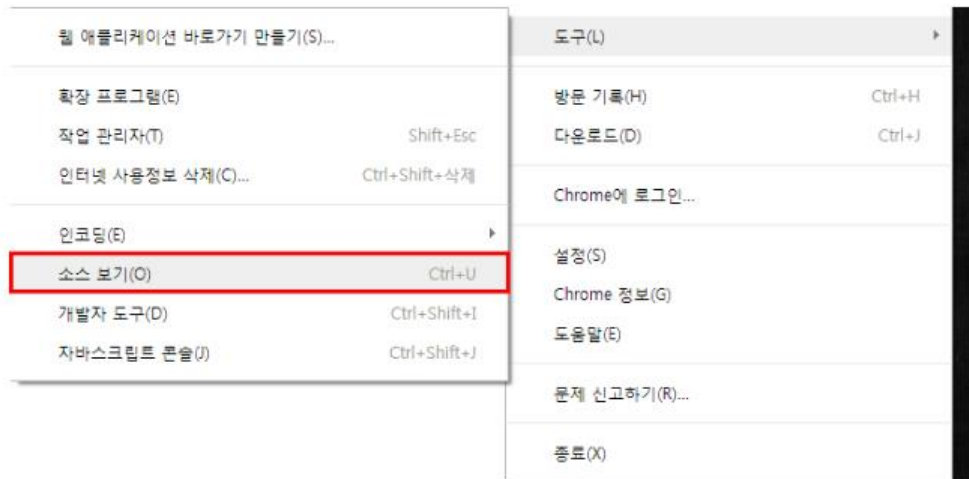 웹 애플리케이션 바로가기 만들기(S)...
확장 프로그램(E)
작업 관리자(T) Shift+Esc
인터넷 사용정보 삭제(C)... Ctrl+Shift+삭제
인코딩(E)
소스 보기(O) Ctrl+U
개발자 도구(D) Ctrl+Shift+I
자바스크립트 콘솔(J) Ctrl+Shift+J
도구(L)
방문 기록(H) Ctrl+H
다운로드(D) Ctrl+J
Chrome에 로그인...
설정(S)
Chrome 정보(G)
도움말(E)
문제 신고하기(R)...
종료(X)